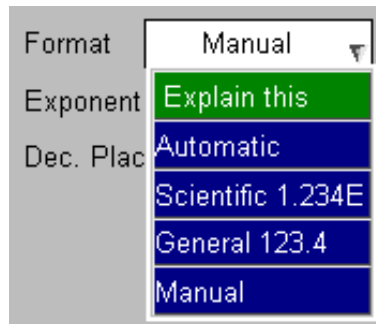 Format Manual
Exponent Explain this
Dec. Plac Automatic
Scientific 1.234E
General 123.4
Manual